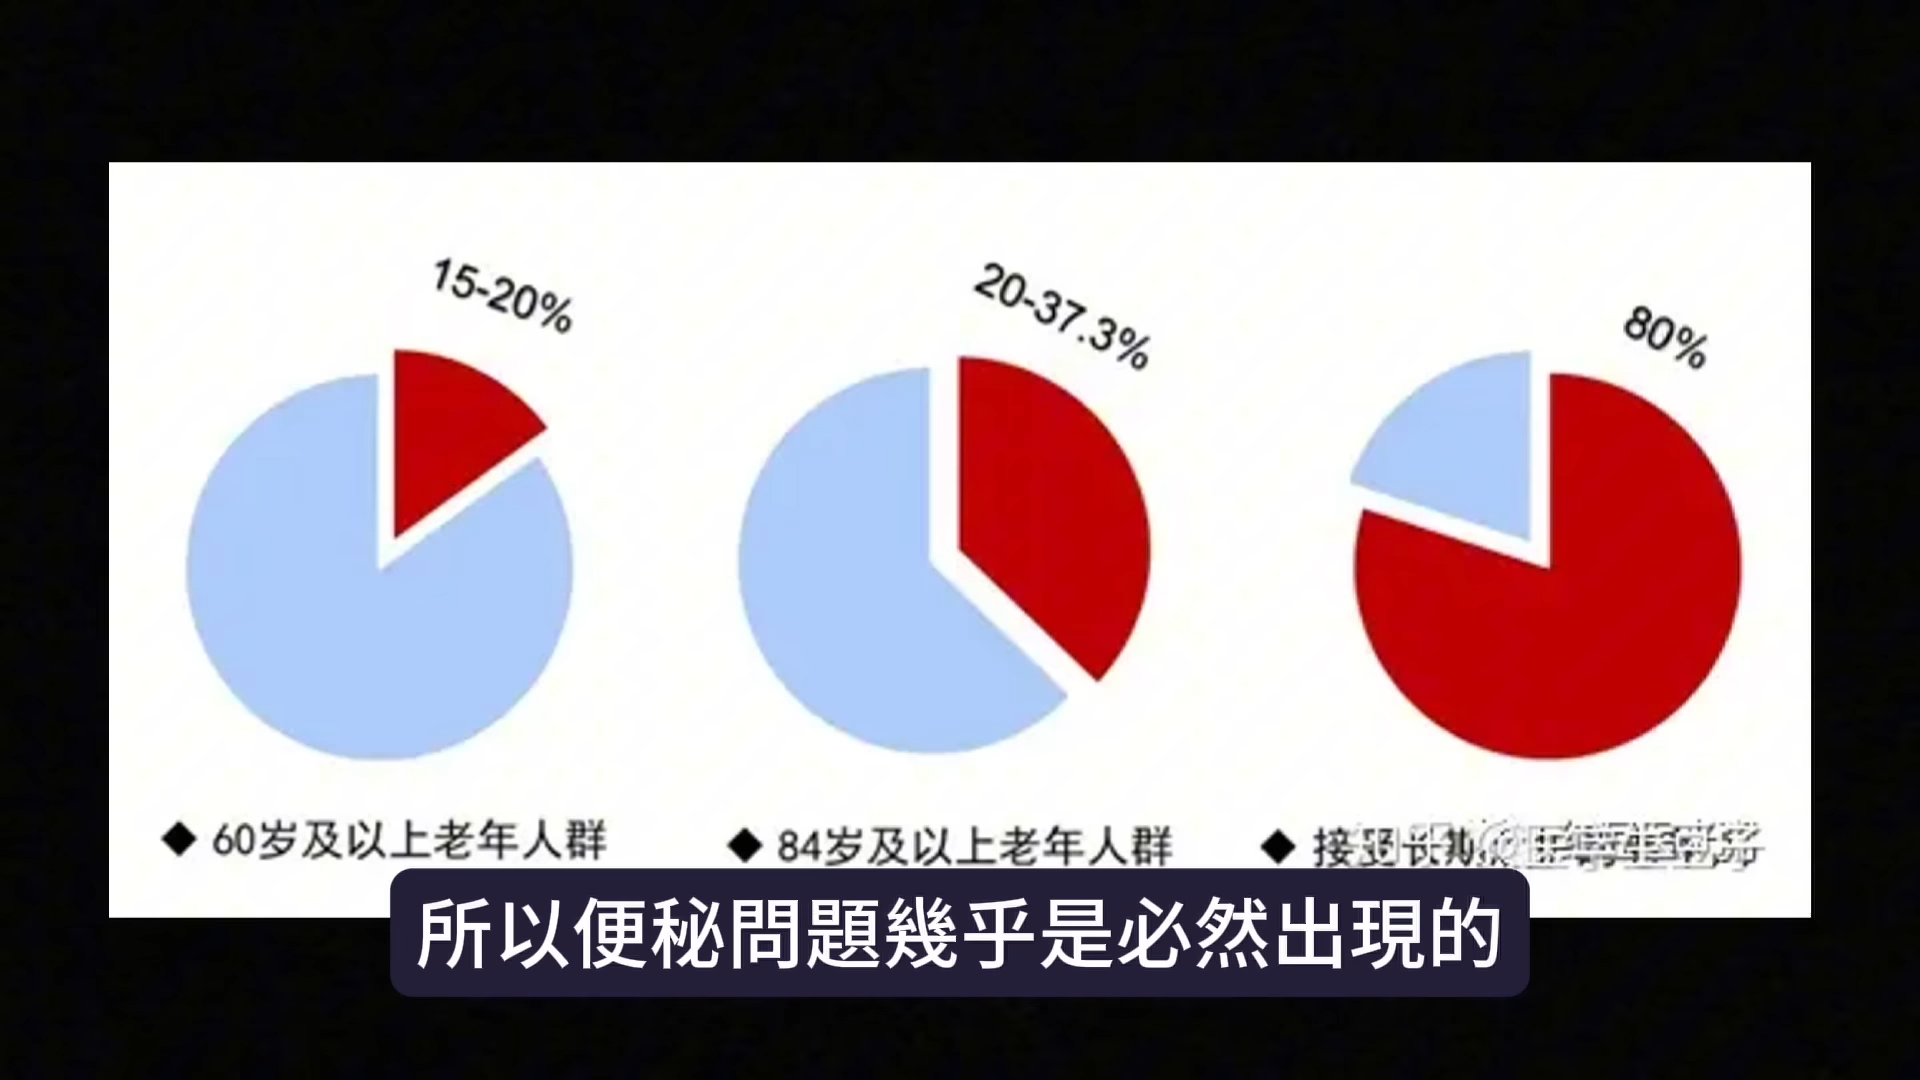 15-20%
20-37.3%
80%
◆ 60岁及以上老年人群
◆ 84岁及以上老年人群
◆ 接受长期
所以便秘問題幾乎是必然出現的